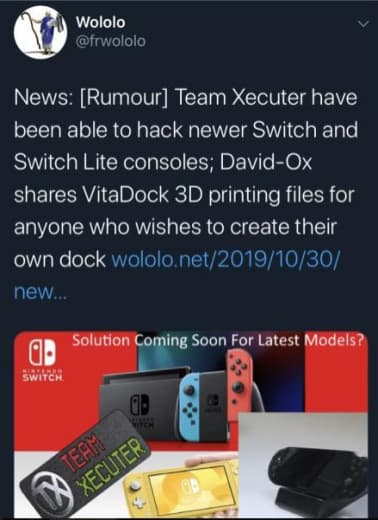 Wololo
@frwololo
News: [Rumour] Team Xecuter have
been able to hack newer Switch and
Switch Lite consoles; David-Ox
shares VitaDock 3D printing files for
anyone who wishes to create their
own dock wololo.net/2019/10/30/
new...
Solution Coming Soon For Latest Models?
NINTENDO
SWITCH
TEAM
XECUTER